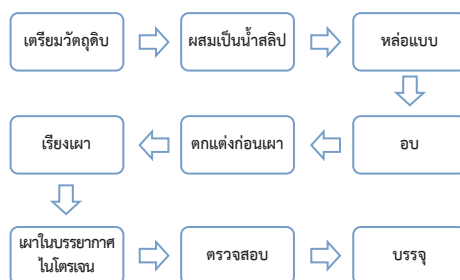 เตรียมวัตถุดิบ
ผสมเป็นน้ำสลิป
หล่อแบบ
อบ
ตกแต่งก่อนเผา
เรียงเผา
เผาในบรรยากาศ
ไนโตรเจน
ตรวจสอบ
บรรจุ